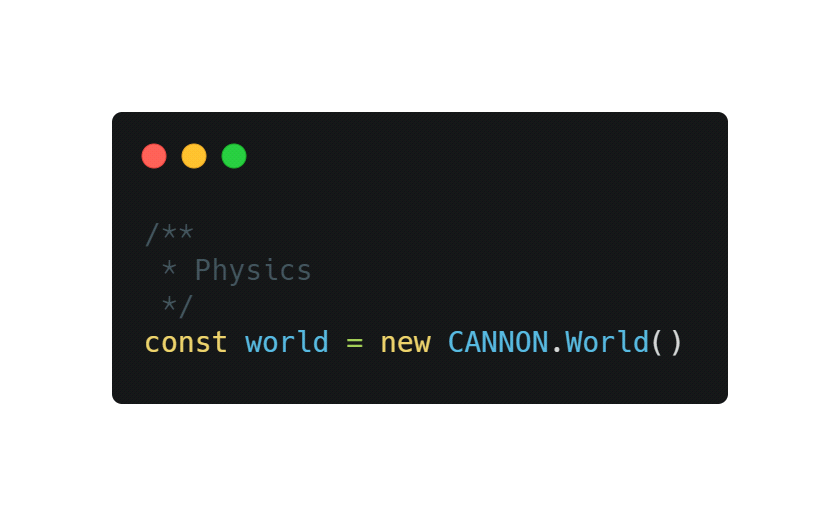 /**
 * Physics
 */
const world = new CANNON.World()